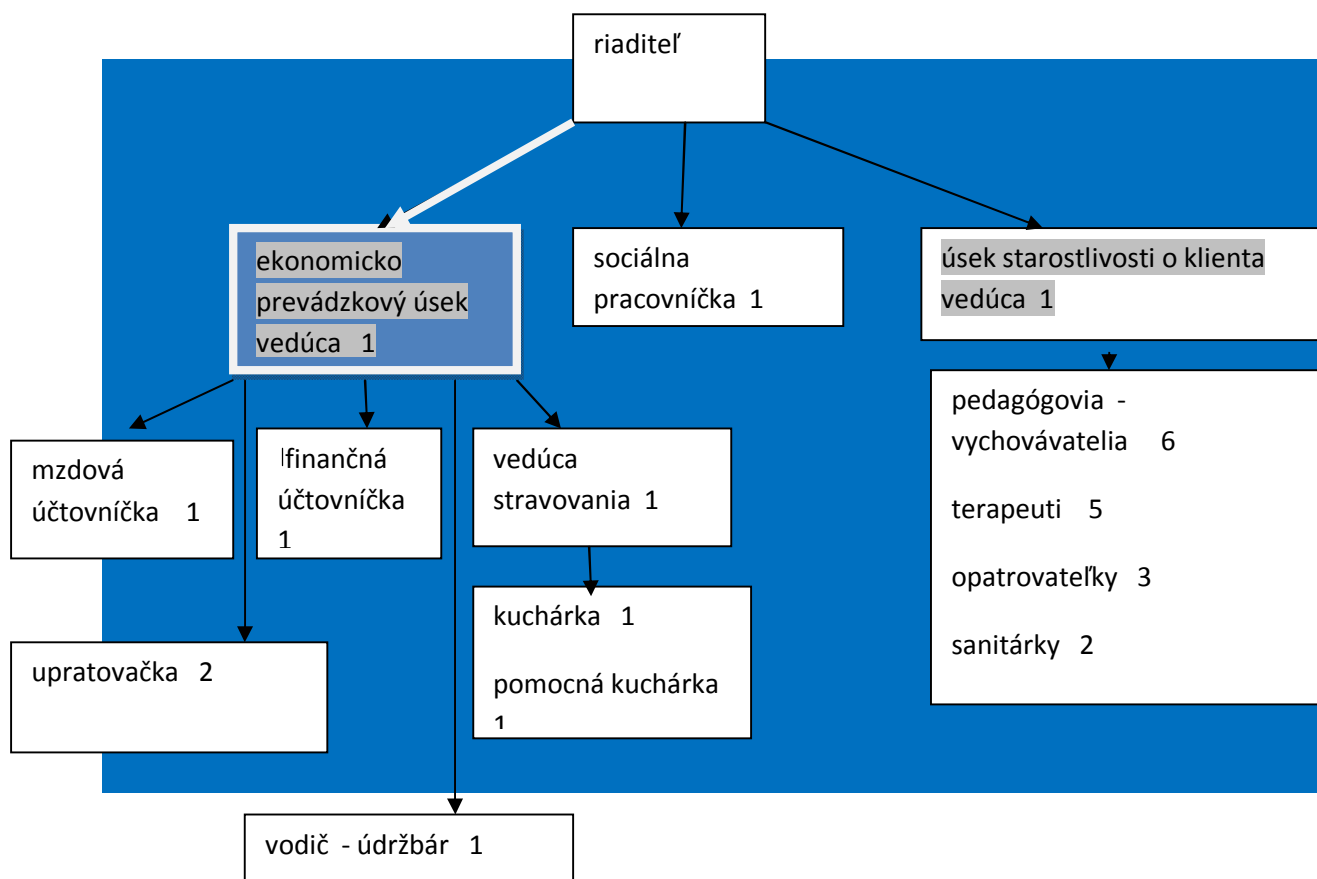 riaditeľ
ekonomicko
prevádzkový úsek
vedúca 1
sociálna
pracovníčka 1
úsek starostlivosti o klienta
vedúca 1
mzdová
účtovníčka 1
finančná
účtovníčka
1
vedúca
stravovania 1
pedagógovia -
vychovávatelia 6
terapeuti 5
opatrovateľky 3
sanitárky 2
upratovačka 2
kuchárka 1
pomocná kuchárka
1
vodič - údržbár 1